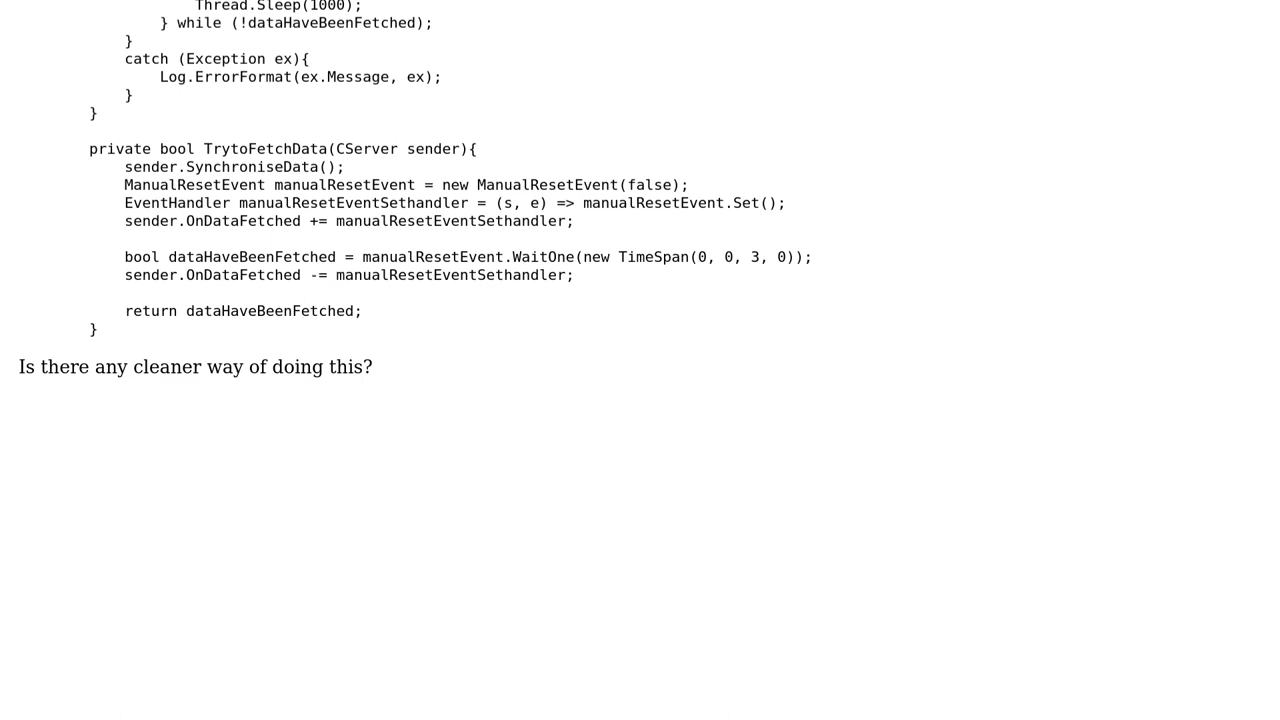 Thread.Sleep(1000);
} while (!dataHaveBeenFetched);
}
catch (Exception ex){
Log.ErrorFormat(ex.Message, ex);
}
}
private bool TrytoFetchData(CServer sender){
sender.SynchroniseData();
ManualResetEvent manualResetEvent = new ManualResetEvent(false);
EventHandler manualResetEventSethandler = (s, e) => manualResetEvent.Set();
sender.OnDataFetched += manualResetEventSethandler;
bool dataHaveBeenFetched = manualResetEvent.WaitOne(new TimeSpan(0, 0, 3, 0));
sender.OnDataFetched -= manualResetEventSethandler;
return dataHaveBeenFetched;
}
Is there any cleaner way of doing this?